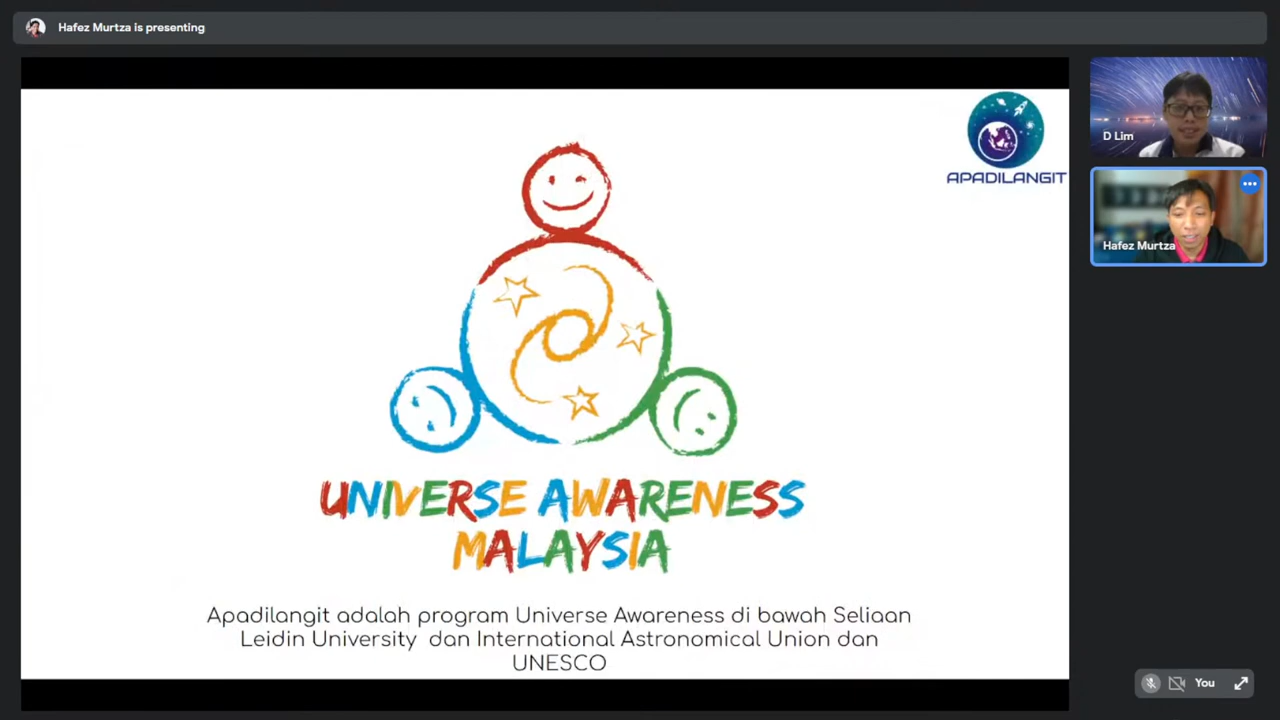 Hafez Murtza is presenting
APADILANGIT
D Lim
Hafez Murtza
UNIVERSE AWARENESS
MALAYSIA
Apadilangit adalah program Universe Awareness di bawah Seliaan
Leidin University dan International Astronomical Union dan
UNESCO
You